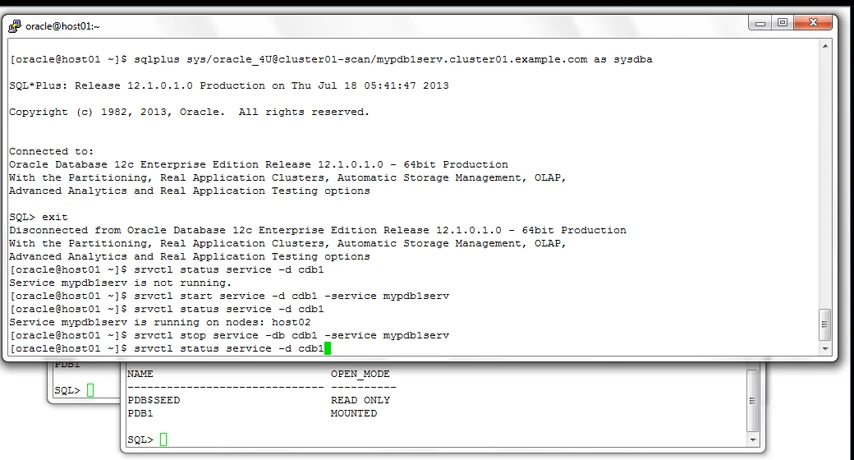 oracle@host01:~
[oracle@host01 ~]$ sqlplus sys/oracle_4U@cluster01-scan/mypdb1serv.cluster01.example.com as sysdba
SQL*Plus: Release 12.1.0.1.0 Production on Thu Jul 18 05:41:47 2013
Copyright (c) 1982, 2013, Oracle.  All rights reserved.
Connected to:
Oracle Database 12c Enterprise Edition Release 12.1.0.1.0 - 64bit Production
With the Partitioning, Real Application Clusters, Automatic Storage Management, OLAP,
Advanced Analytics and Real Application Testing options
SQL> exit
Disconnected from Oracle Database 12c Enterprise Edition Release 12.1.0.1.0 - 64bit Production
With the Partitioning, Real Application Clusters, Automatic Storage Management, OLAP,
Advanced Analytics and Real Application Testing options
[oracle@host01 ~]$ srvctl status service -d cdb1
Service mypdb1serv is not running.
[oracle@host01 ~]$ srvctl start service -d cdb1 -service mypdb1serv
[oracle@host01 ~]$ srvctl status service -d cdb1
Service mypdb1serv is running on nodes: host02
[oracle@host01 ~]$ srvctl stop service -db cdb1 -service mypdb1serv
[oracle@host01 ~]$ srvctl status service -d cdb1
PDB1
SQL>
NAME OPEN_MODE
------------------------------ ----------
PDB$SEED READ ONLY
PDB1 MOUNTED
SQL>